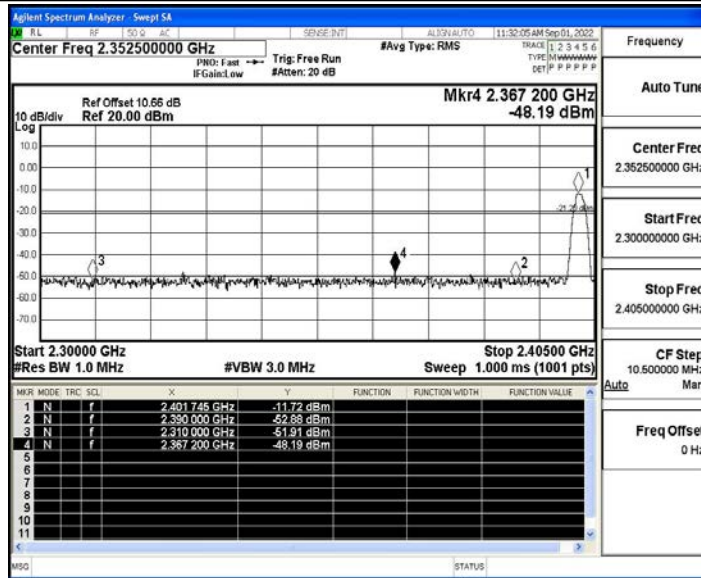 Agilent Spectrum Analyzer - Swept SA
RL RF 50 Ω AC SENSE:INT ALIGNAUTO 11:32:05 AM Sep 01, 2022
Center Freq 2.352500000 GHz
PNO: Fast
IFGain:Low
Trig: Free Run
#Atten: 20 dB
#Avg Type: RMS
TRACE 1 2 3 4 5 6
TYPE M
DET P P P P P P
Mkr4 2.367 200 GHz
-48.19 dBm
Ref Offset 10.66 dB
10 dB/div Ref 20.00 dBm
Log
10.0
0.00
-10.0
-20.0
-30.0
-40.0
-50.0
-60.0
-70.0
1
2
3
4
Start 2.30000 GHz
Stop 2.40500 GHz
#Res BW 1.0 MHz #VBW 3.0 MHz Sweep 1.000 ms (1001 pts)
MKR MODE TRC SCL X Y FUNCTION FUNCTION WIDTH FUNCTION VALUE
1 N f 2.401 745 GHz -11.72 dBm
2 N f 2.390 000 GHz -52.88 dBm
3 N f 2.310 000 GHz -51.91 dBm
4 N f 2.367 200 GHz -48.19 dBm
5
6
7
8
9
10
11
MSG STATUS
Frequency
Auto Tune
Center Freq
2.352500000 GHz
Start Freq
2.300000000 GHz
Stop Freq
2.405000000 GHz
CF Step
10.500000 MHz
Auto Man
Freq Offset
0 Hz